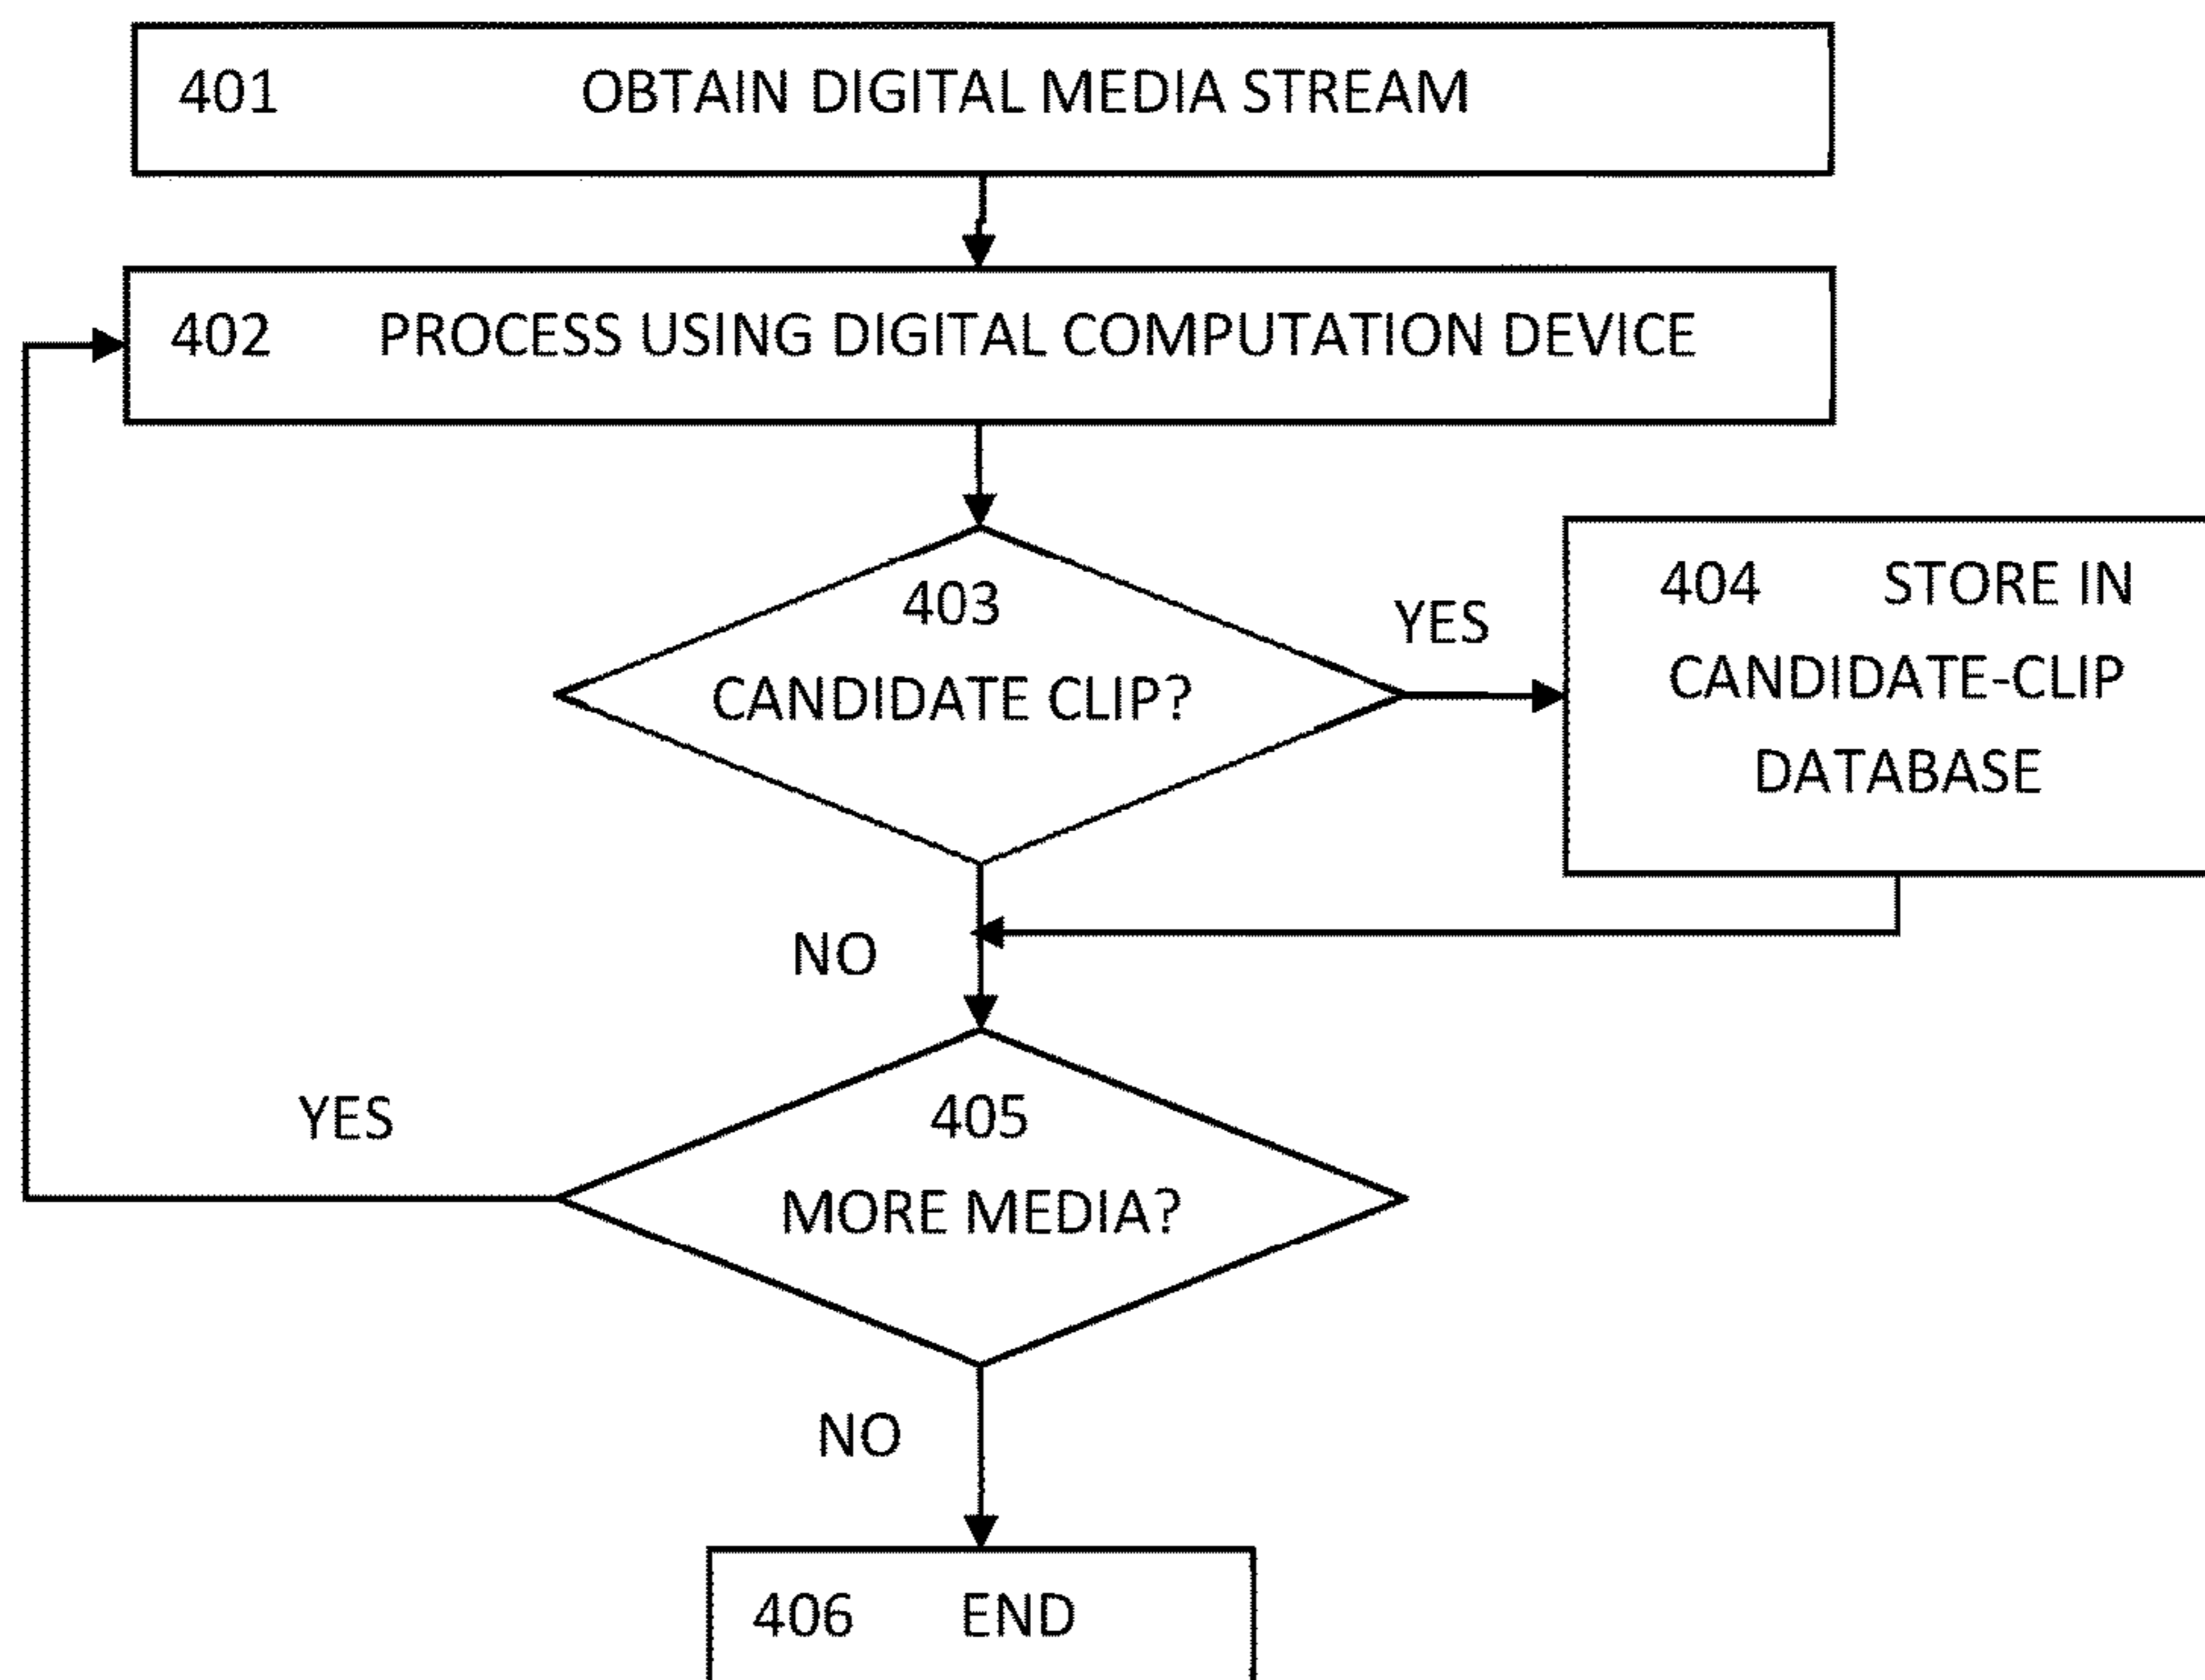 401 OBTAIN DIGITAL MEDIA STREAM
402 PROCESS USING DIGITAL COMPUTATION DEVICE
403
CANDIDATE CLIP?
YES
404 STORE IN
CANDIDATE-CLIP
DATABASE
NO
405
MORE MEDIA?
YES
NO
406 END